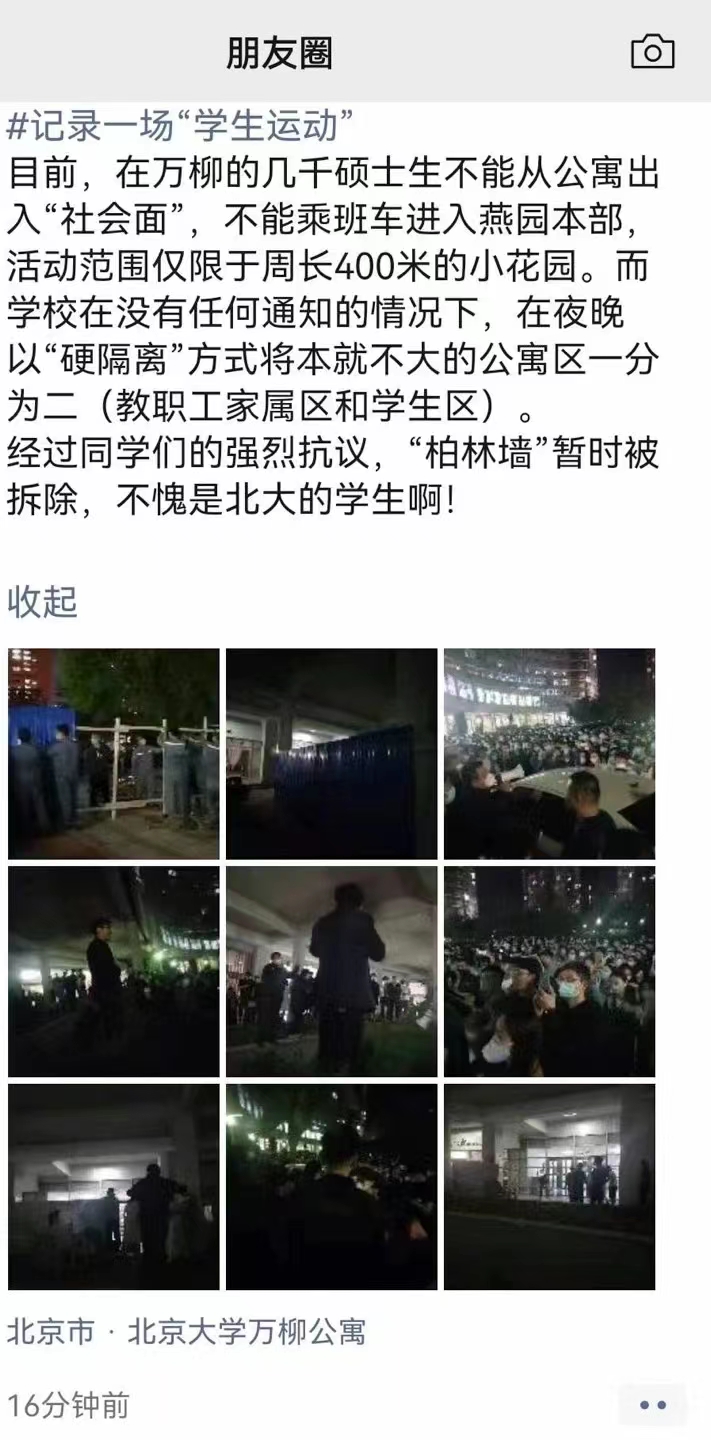 朋友圈
#记录一场“学生运动”
目前，在万柳的几千硕士生不能从公寓出
入“社会面”，不能乘班车进入燕园本部，
活动范围仅限于周长400米的小花园。而
学校在没有任何通知的情况下，在夜晚
以“硬隔离”方式将本就不大的公寓区一分
为二（教职工家属区和学生区）。
经过同学们的强烈抗议，“柏林墙”暂时被
拆除，不愧是北大的学生啊！
收起
北京市 · 北京大学万柳公寓
16分钟前